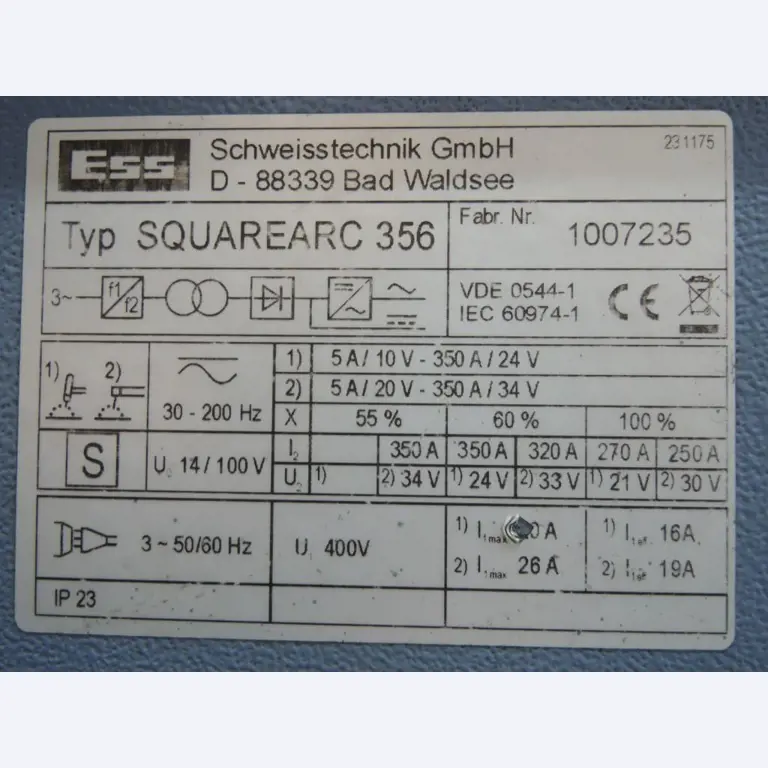 ESS Schweisstechnik GmbH 231175
D - 88339 Bad Waldsee
Typ SQUAREARC 356 Fabr. Nr. 1007235
3~ f1 f2
VDE 0544-1
IEC 60974-1 CE
1) 2) 30 - 200 Hz
1) 5 A / 10 V - 350 A / 24 V
2) 5 A / 20 V - 350 A / 34 V
X 55 % 60 % 100 %
S U₀ 14 / 100 V
I₂ 350 A 350 A 320 A 270 A 250 A
U₂ 1) 2) 34 V 1) 24 V 2) 33 V 1) 21 V 2) 30 V
3 ~ 50/60 Hz U₁ 400V
1) I₁max 0 A 1) I₁eff 16A
2) I₁max 26 A 2) I₁eff 19A
IP 23